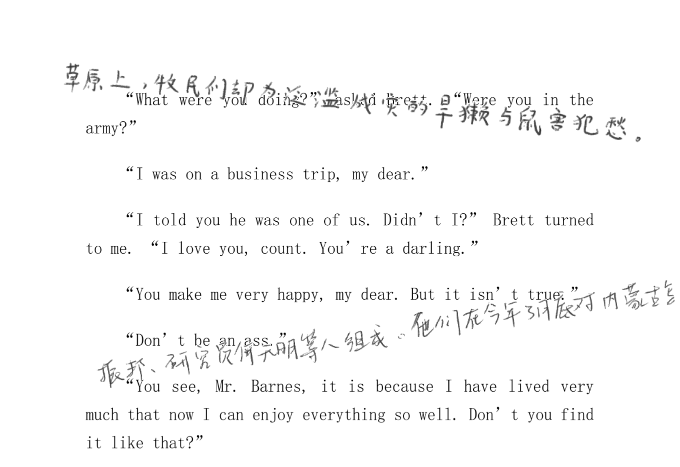 草原上，牧民们却为泛滥成灾的旱獭与鼠害犯愁。
“What were you doing?” asked Brett. “Were you in the
army?”
“I was on a business trip, my dear.”
“I told you he was one of us. Didn’t I?” Brett turned
to me. “I love you, count. You’re a darling.”
“You make me very happy, my dear. But it isn’t true.”
“Don’t be an ass.”
振邦、研究员何大明等人组成。他们在今年3月底对内蒙古
“You see, Mr. Barnes, it is because I have lived very
much that now I can enjoy everything so well. Don’t you find
it like that?”